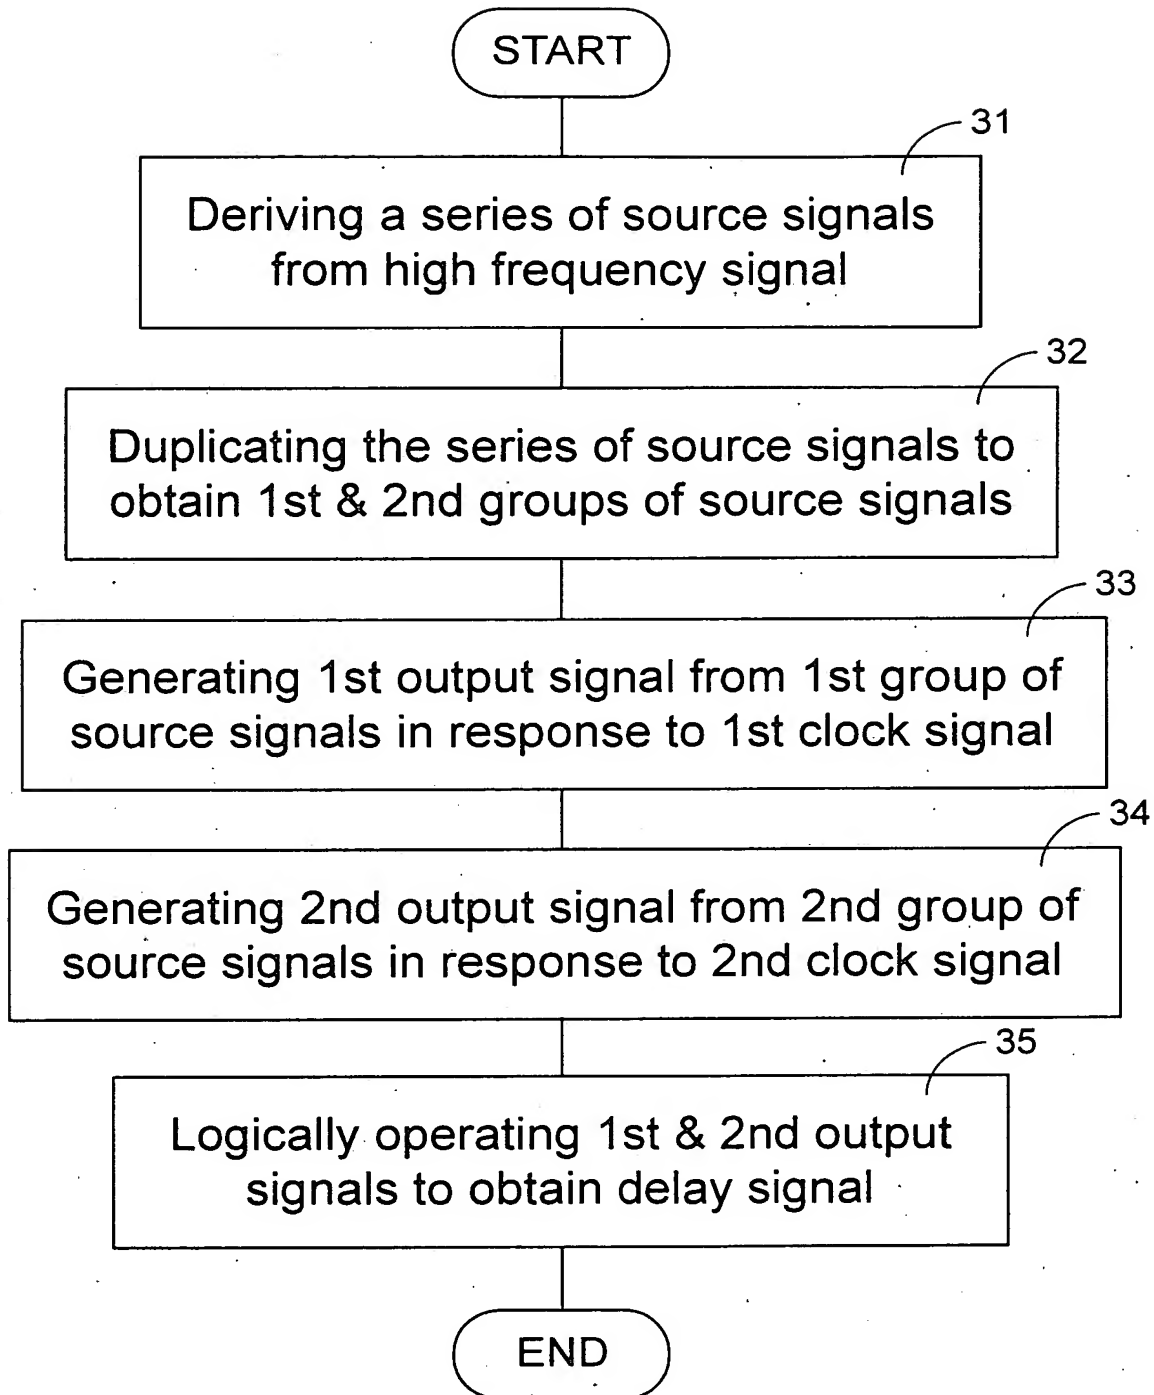 START
31
Deriving a series of source signals
from high frequency signal
32
Duplicating the series of source signals to
obtain 1st & 2nd groups of source signals
33
Generating 1st output signal from 1st group of
source signals in response to 1st clock signal
34
Generating 2nd output signal from 2nd group of
source signals in response to 2nd clock signal
35
Logically operating 1st & 2nd output
signals to obtain delay signal
END